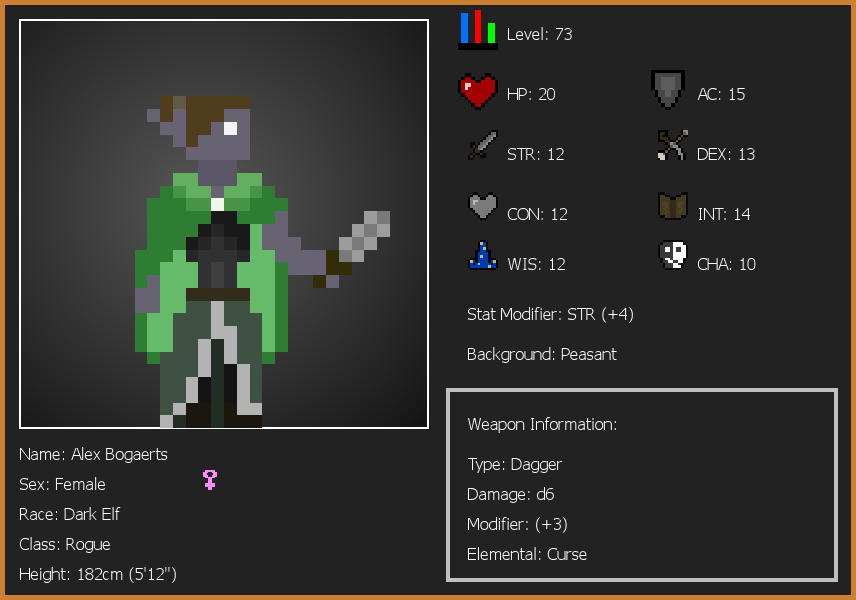 Level: 73
HP: 20
AC: 15
STR: 12
DEX: 13
CON: 12
INT: 14
WIS: 12
CHA: 10
Stat Modifier: STR (+4)
Background: Peasant
Weapon Information:
Type: Dagger
Damage: d6
Modifier: (+3)
Elemental: Curse
Name: Alex Bogaerts
Sex: Female
Race: Dark Elf
Class: Rogue
Height: 182cm (5'12")